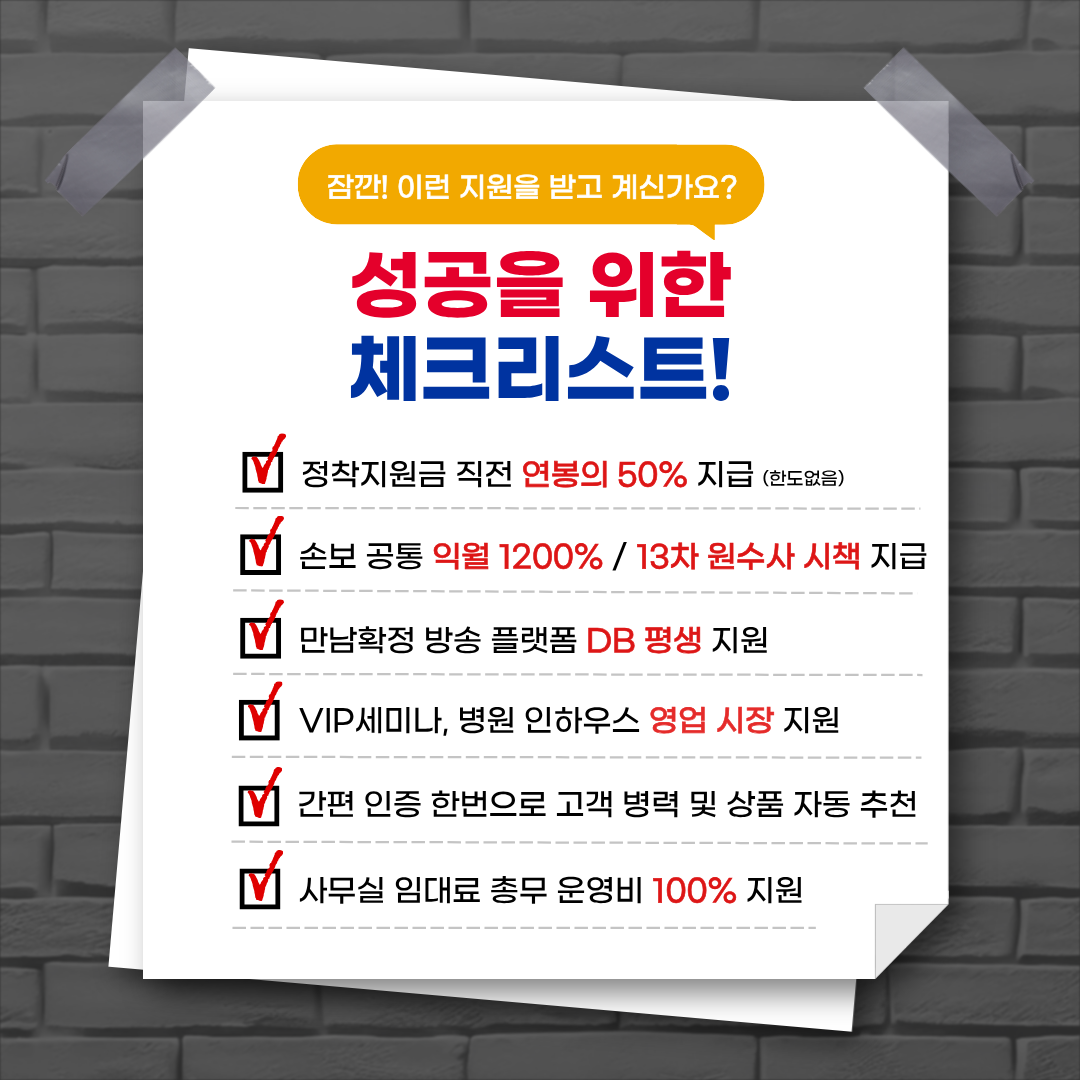 잠깐! 이런 지원을 받고 계신가요?
성공을 위한
체크리스트!
정착지원금 직전 연봉의 50% 지급 (한도없음)
손보 공통 익월 1200% / 13차 원수사 시책 지급
만남확정 방송 플랫폼 DB 평생 지원
VIP세미나, 병원 인하우스 영업 시장 지원
간편 인증 한번으로 고객 병력 및 상품 자동 추천
사무실 임대료 총무 운영비 100% 지원